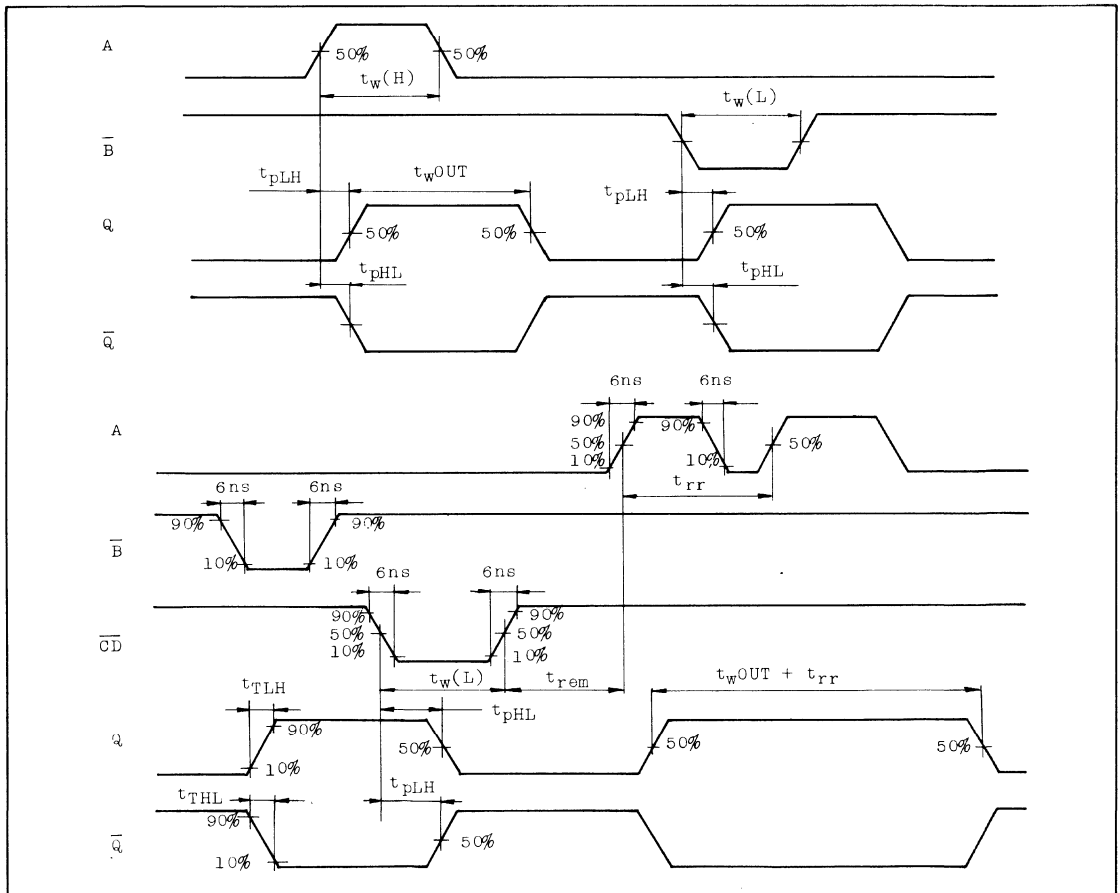 A
50%
50%
t_w(H)
t_w(L)
B̅
t_pLH
t_wOUT
t_pLH
Q
50%
50%
50%
t_pHL
t_pHL
Q̅
6ns
6ns
A
90%
90%
50%
50%
10%
10%
t_rr
6ns
6ns
90%
90%
B̅
10%
10%
6ns
6ns
90%
90%
C̅D̅
50%
50%
10%
10%
t_w(L)
t_rem
t_wOUT + t_rr
t_TLH
t_pHL
Q
90%
50%
50%
50%
10%
t_THL
t_pLH
90%
Q̅
50%
10%